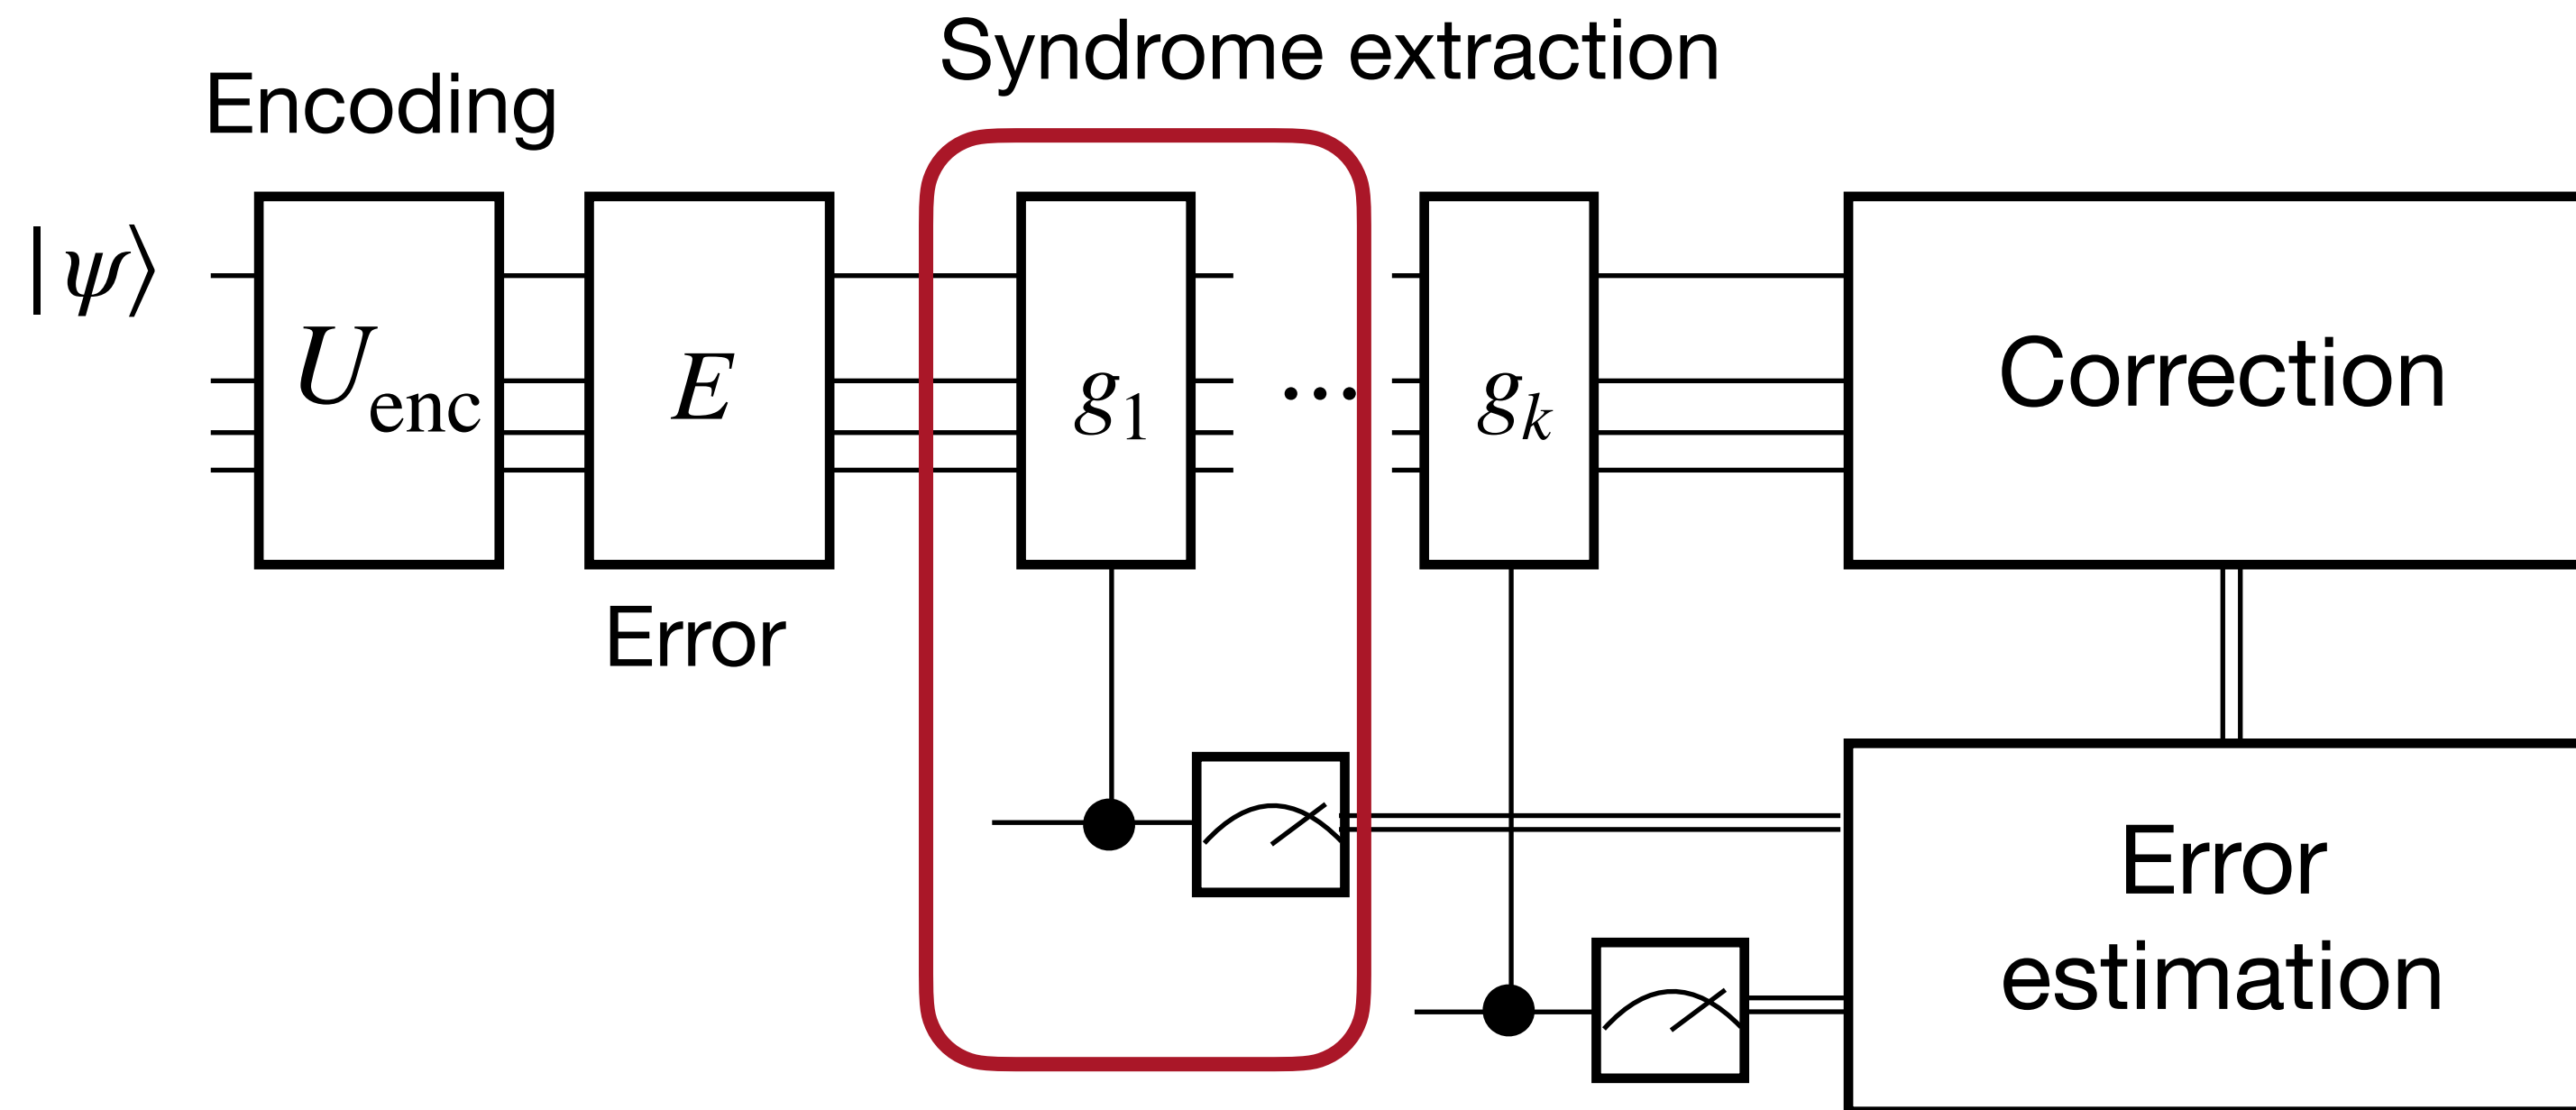 Syndrome extraction
Encoding
|ψ⟩
U_enc
E
g_1
...
g_k
Correction
Error
Error
estimation